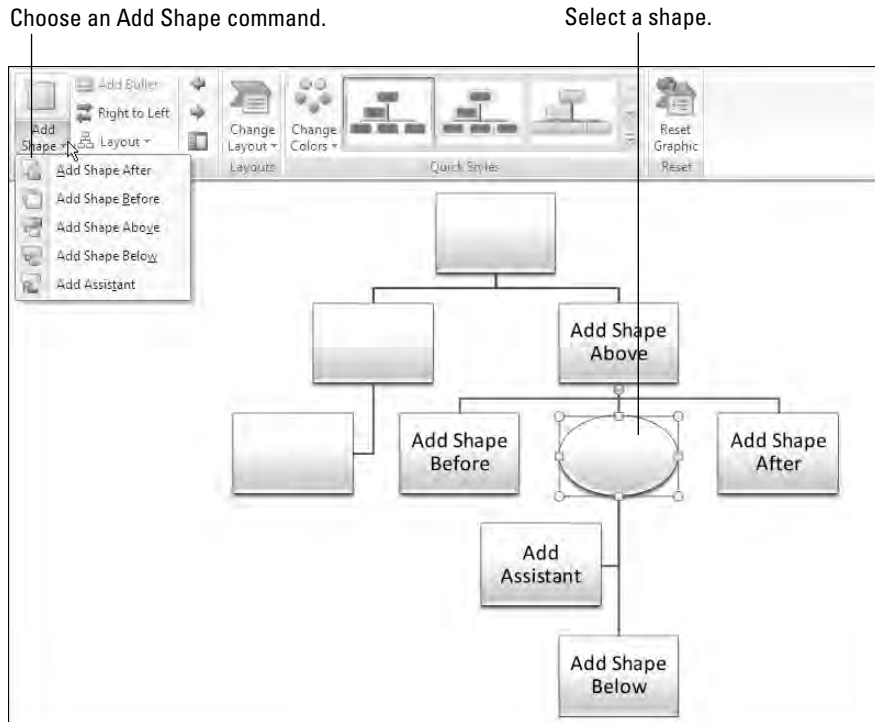 Choose an Add Shape command.
Select a shape.
Add Bullet
Right to Left
Add
Shape
Layout
Change
Layout
Change
Colors
Reset
Graphic
Layouts
Quick Styles
Reset
Add Shape After
Add Shape Before
Add Shape Above
Add Shape Below
Add Assistant
Add Shape
Above
Add Shape
Before
Add Shape
After
Add
Assistant
Add Shape
Below